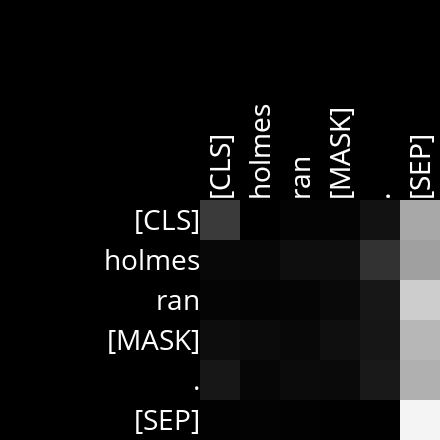 [CLS] holmes ran [MASK] . [SEP]
[CLS]
holmes
ran
[MASK]
.
[SEP]